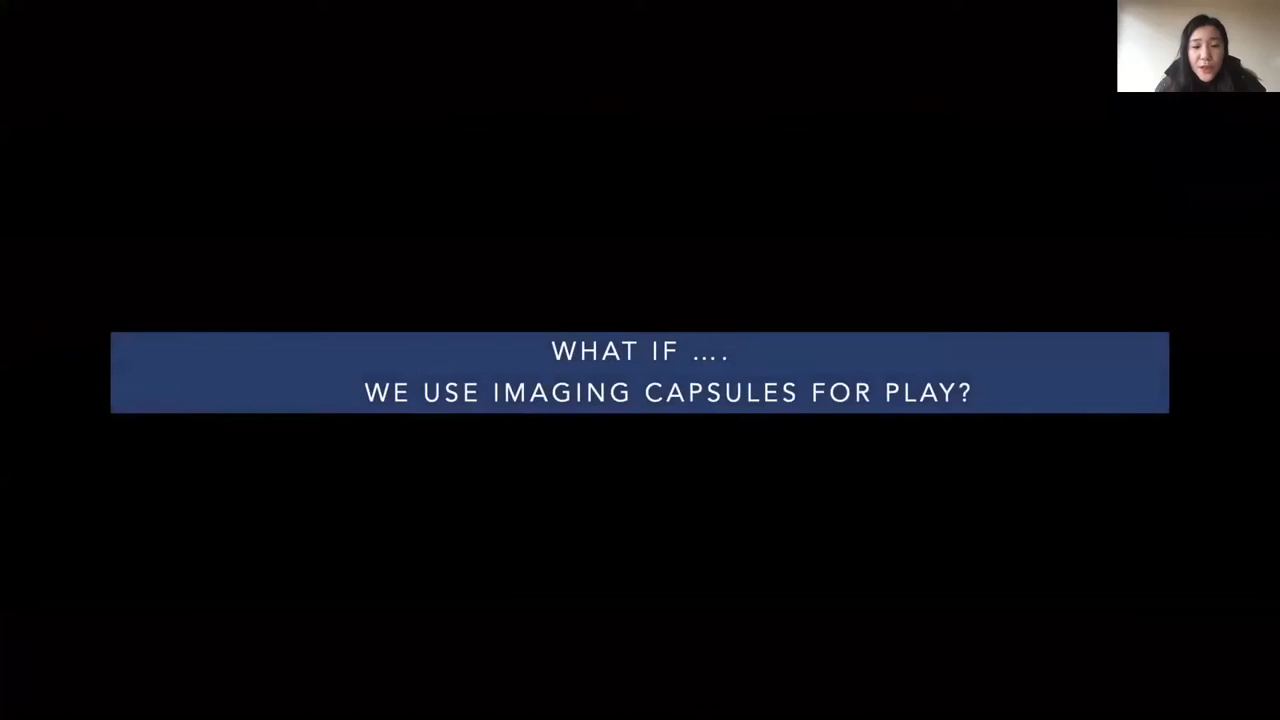 WHAT IF ....
WE USE IMAGING CAPSULES FOR PLAY?